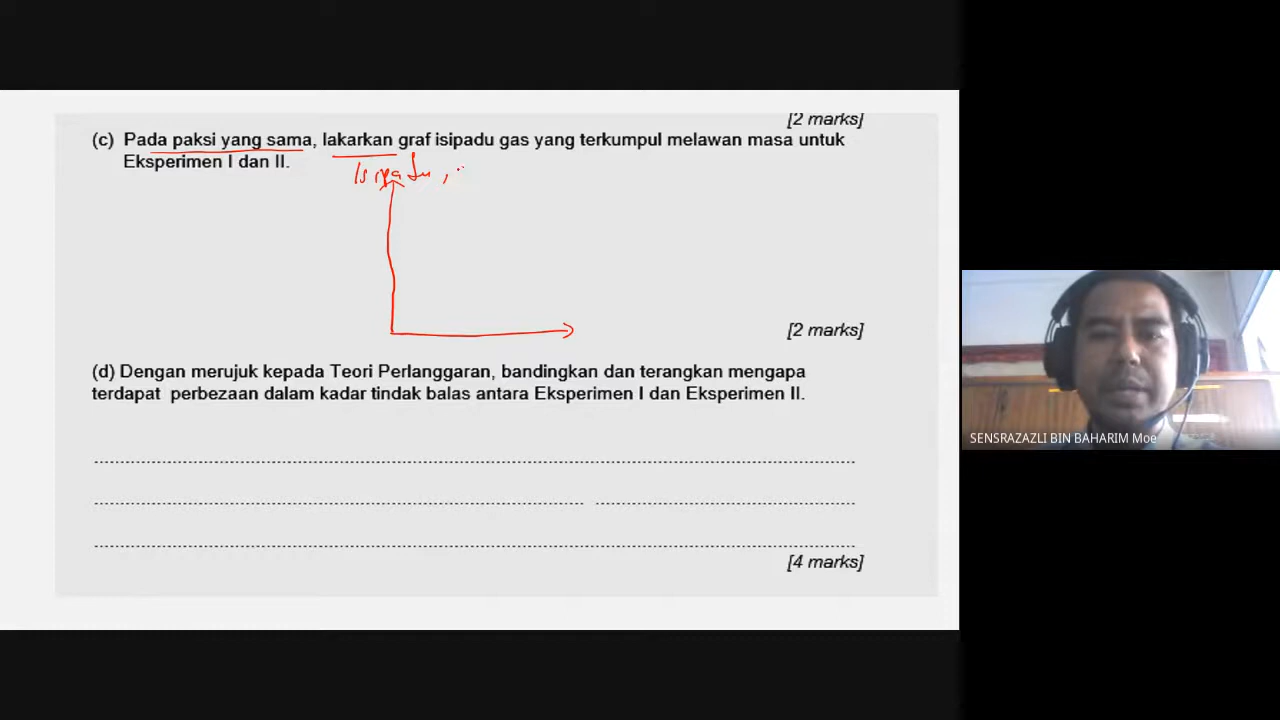 [2 marks]
(c) Pada paksi yang sama, lakarkan graf isipadu gas yang terkumpul melawan masa untuk
Eksperimen I dan II.
Isipadu,
[2 marks]
(d) Dengan merujuk kepada Teori Perlanggaran, bandingkan dan terangkan mengapa
terdapat perbezaan dalam kadar tindak balas antara Eksperimen I dan Eksperimen II.
[4 marks]
SENSRAZAZLI BIN BAHARIM Moe